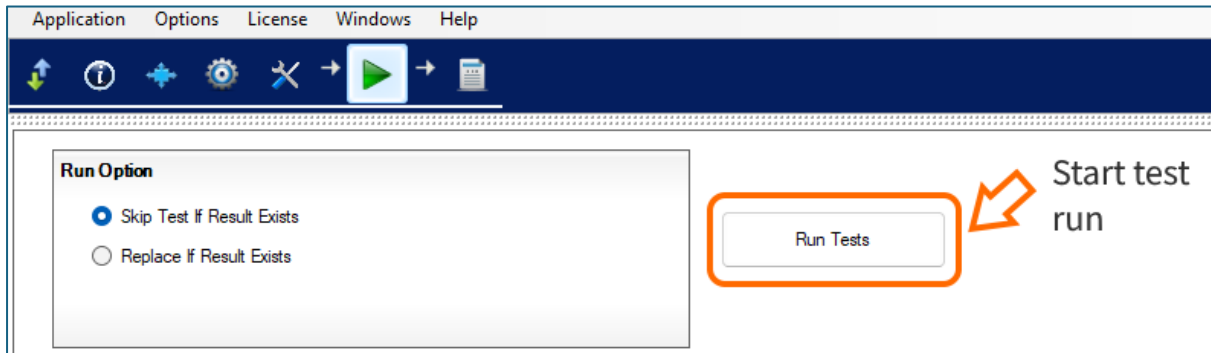 Application Options License Windows Help
Run Option
Skip Test If Result Exists
Replace If Result Exists
Run Tests
Start test
run